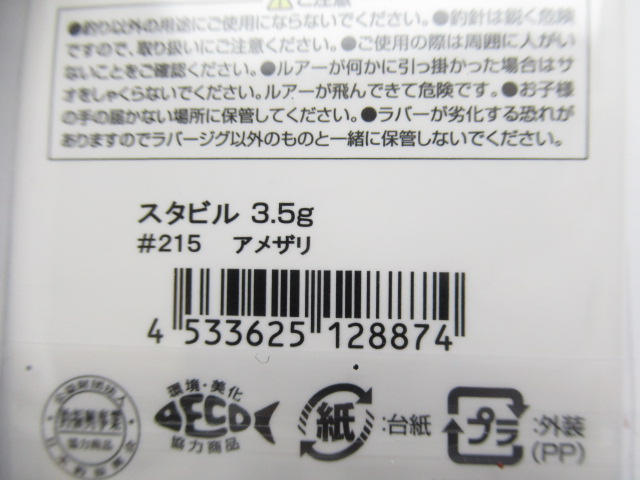 ご注意
●釣り以外の用途にご使用にならないでください。●釣針は鋭く危険
ですので、取り扱いにご注意ください。●ご使用の際は周囲に人がい
ないことをご確認ください。●ルアーが何かに引っ掛かった場合はサ
オをしゃくらないでください。ルアーが飛んできて危険です。●お子様
の手の届かない場所に保管してください。●ラバーが劣化する恐れが
ありますのでラバージグ以外のものと一緒に保管しないでください。
スタビル 3.5g
#215 アメザリ
4 533625 128874
環境・美化
DECO
協力商品
紙
:台紙
プラ
:外装
(PP)
協力商品